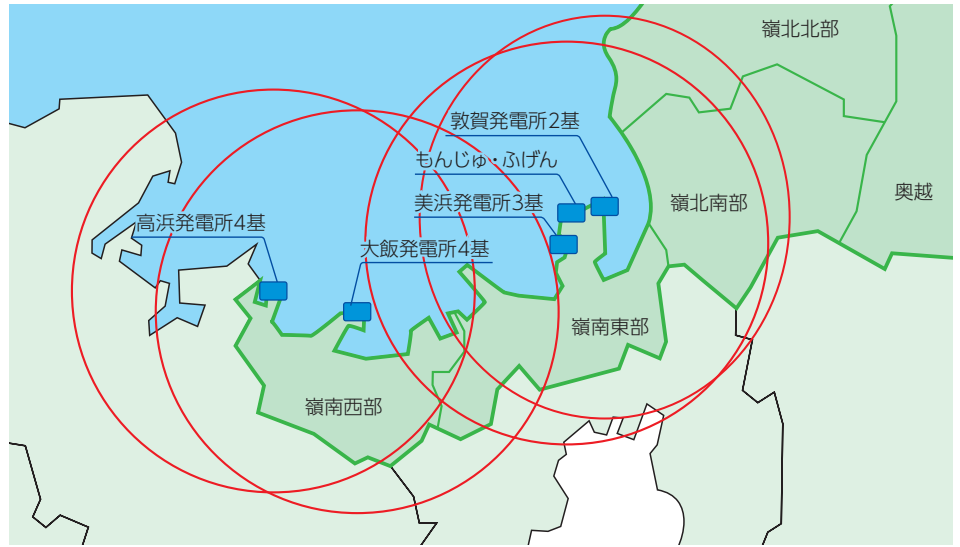 嶺北北部
敦賀発電所2基
もんじゅ・ふげん
奥越
美浜発電所3基
嶺北南部
高浜発電所4基
大飯発電所4基
嶺南東部
嶺南西部